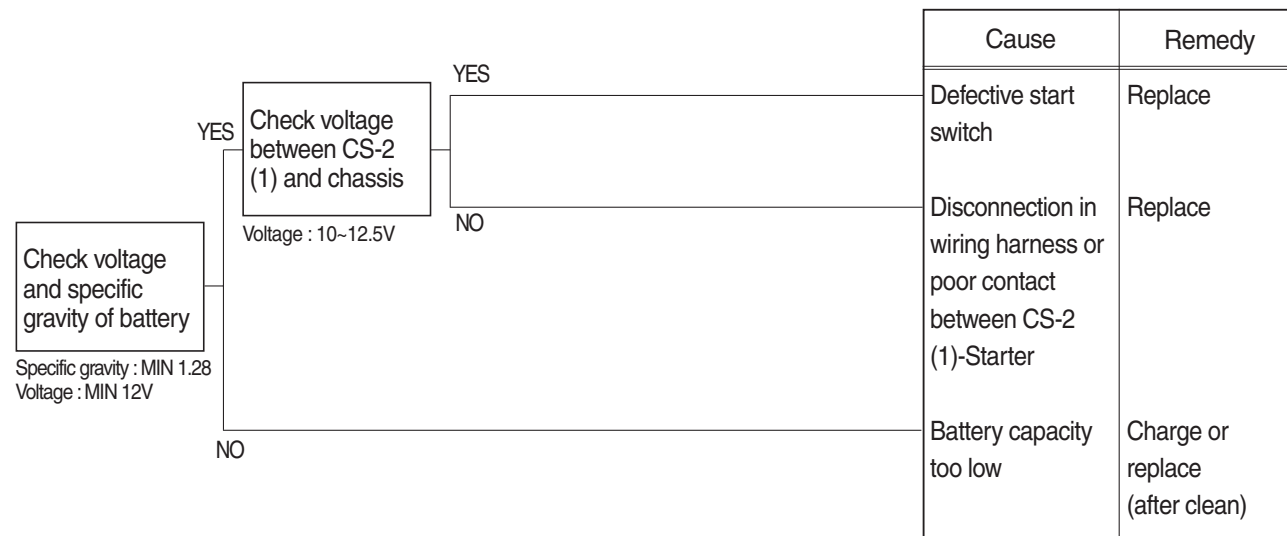 Cause
Remedy
YES
Defective start
switch
Replace
YES
Check voltage
between CS-2
(1) and chassis
NO
Voltage : 10~12.5V
Disconnection in
wiring harness or
poor contact
between CS-2
(1)-Starter
Replace
Check voltage
and specific
gravity of battery
Specific gravity : MIN 1.28
Voltage : MIN 12V
NO
Battery capacity
too low
Charge or
replace
(after clean)